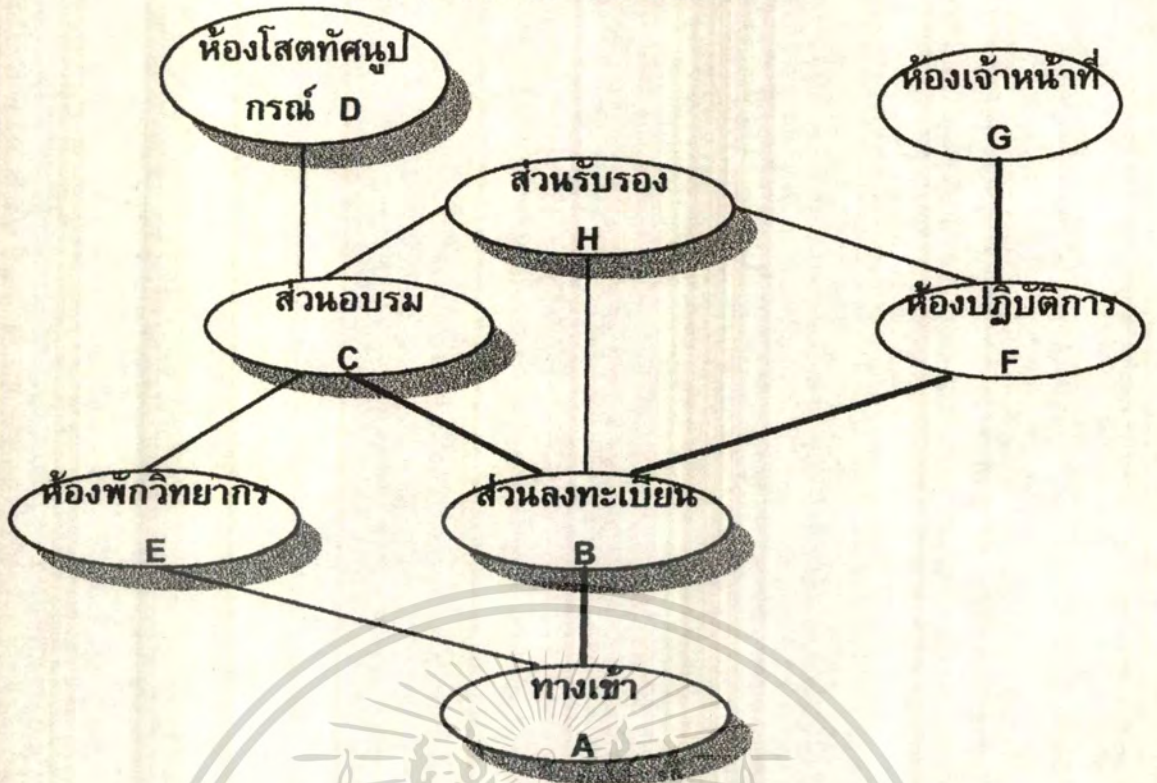 ห้องโสตทัศนูป
กรณ์ D
ห้องเจ้าหน้าที่
G
ส่วนรับรอง
H
ส่วนอบรม
C
ห้องปฏิบัติการ
F
ห้องพักวิทยากร
E
ส่วนลงทะเบียน
B
ทางเข้า
A